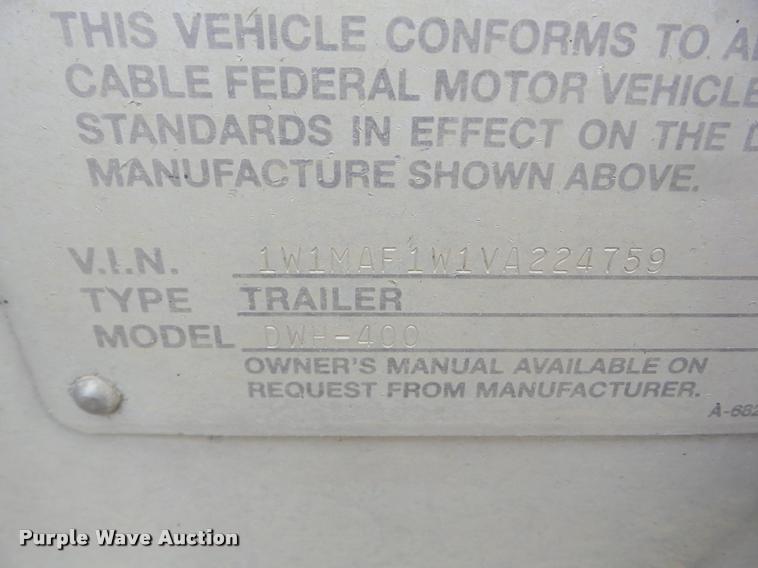 THIS VEHICLE CONFORMS TO A
CABLE FEDERAL MOTOR VEHICLE
STANDARDS IN EFFECT ON THE D
MANUFACTURE SHOWN ABOVE.
V.I.N. 1W1MAF1W1VA224759
TYPE TRAILER
MODEL DWH-400
OWNER'S MANUAL AVAILABLE ON
REQUEST FROM MANUFACTURER.
A-682
Purple Wave Auction